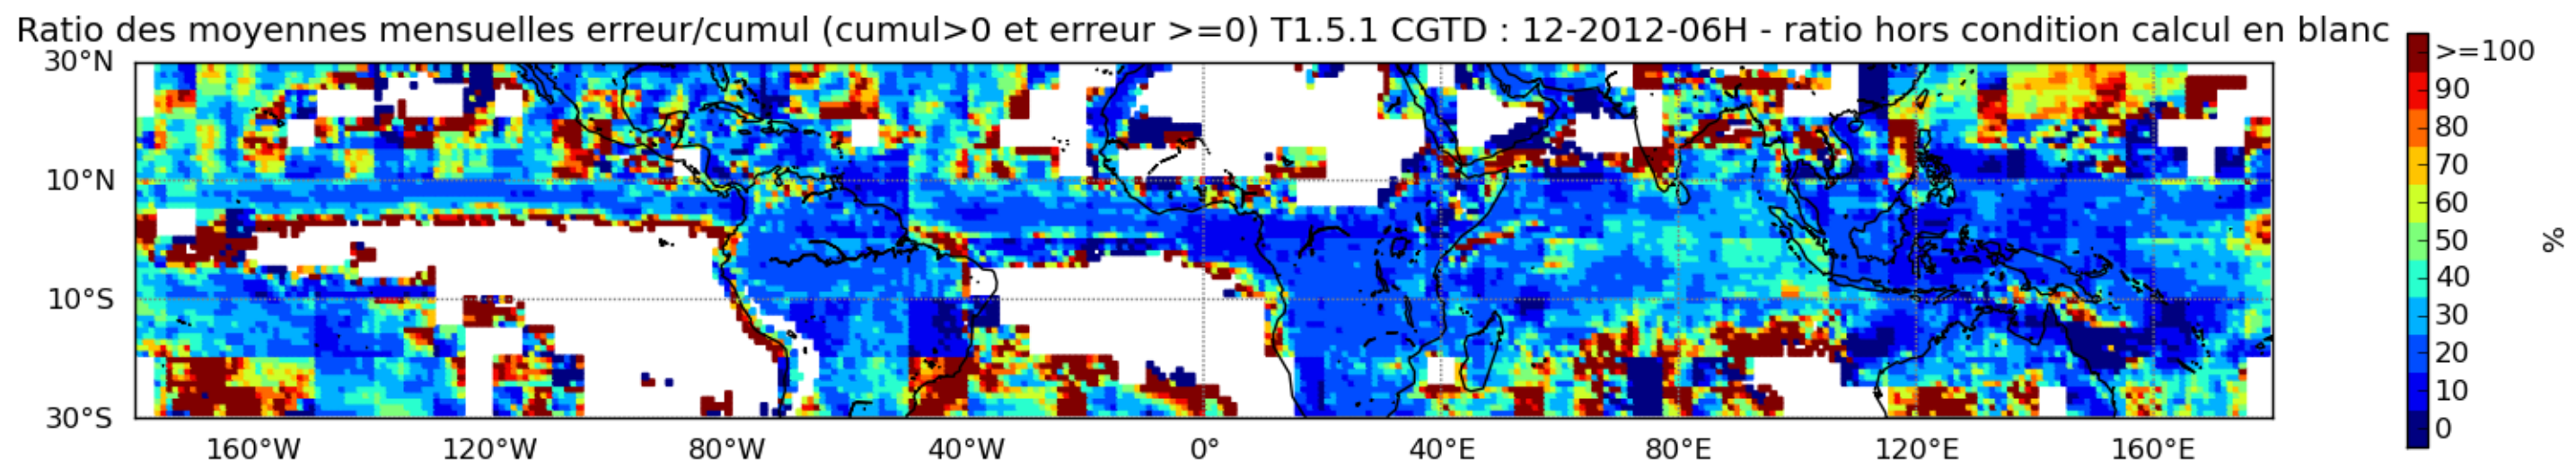 Ratio des moyennes mensuelles erreur/cumul (cumul>0 et erreur >=0) T1.5.1 CGTD : 12-2012-06H - ratio hors condition calcul en blanc
30°N
10°N
10°S
30°S
160°W 120°W 80°W 40°W 0° 40°E 80°E 120°E 160°E
>=100
90
80
70
60
50
40
30
20
10
0
%